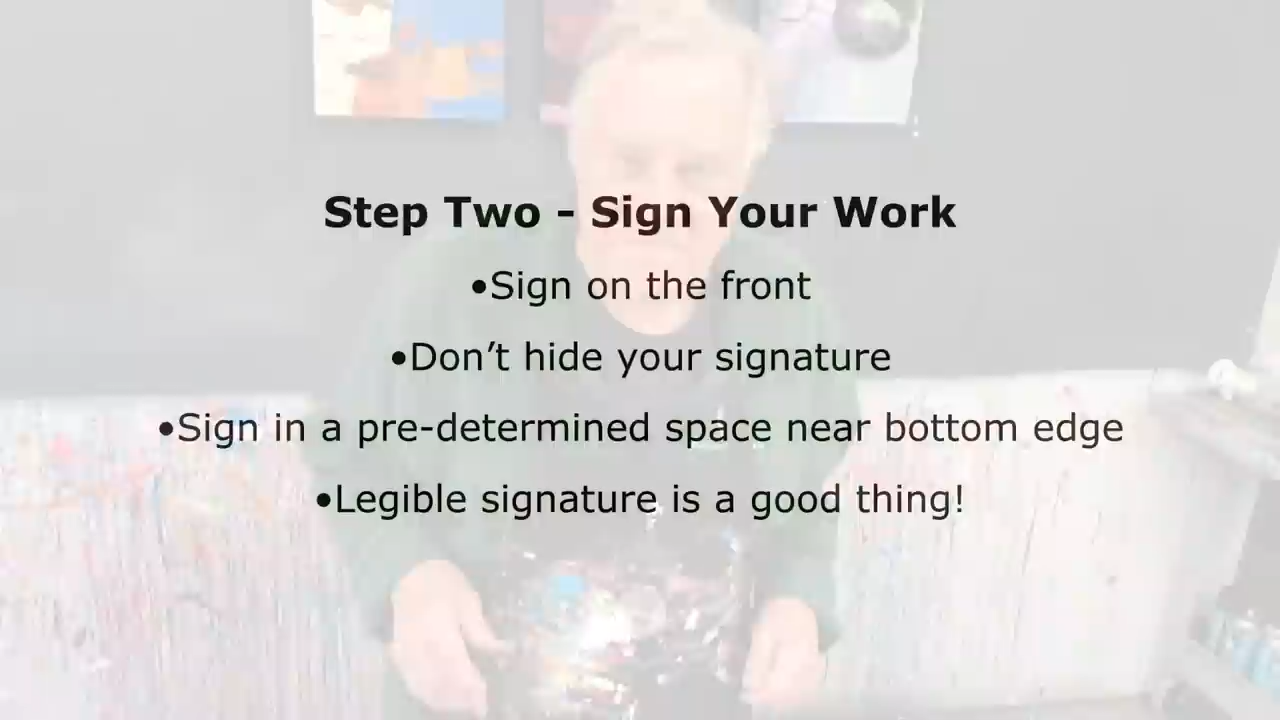 Step Two - Sign Your Work
•Sign on the front
•Don’t hide your signature
•Sign in a pre-determined space near bottom edge
•Legible signature is a good thing!